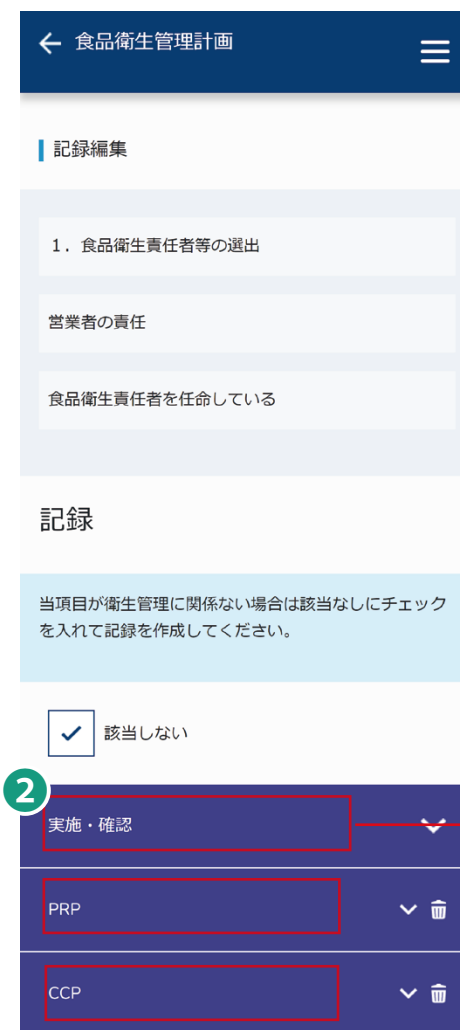 食品衛生管理計画
記録編集
1．食品衛生責任者等の選出
営業者の責任
食品衛生責任者を任命している
記録
当項目が衛生管理に関係ない場合は該当なしにチェック
を入れて記録を作成してください。
該当しない
2
実施・確認
PRP
CCP